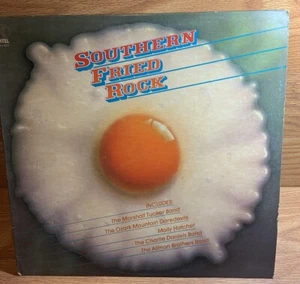 SOUTHERN
FRIED
ROCK
INCLUDES
The Marshall Tucker Band
The Ozark Mountain Daredevils
Molly Hatchet
The Charlie Daniels Band
The Allman Brothers Band